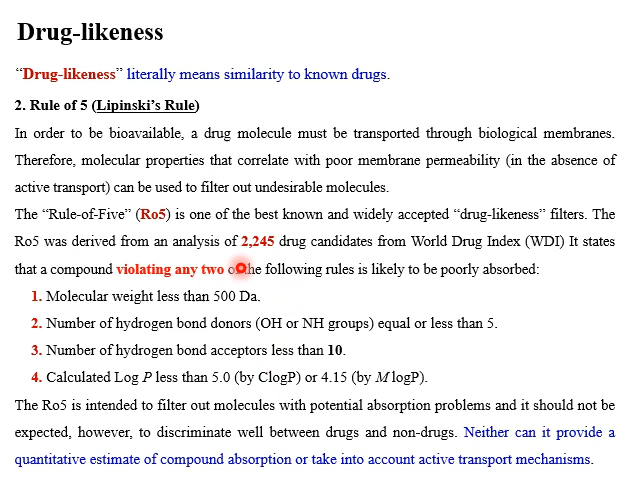 Drug-likeness
“Drug-likeness” literally means similarity to known drugs.
2. Rule of 5 (Lipinski’s Rule)
In order to be bioavailable, a drug molecule must be transported through biological membranes.
Therefore, molecular properties that correlate with poor membrane permeability (in the absence of
active transport) can be used to filter out undesirable molecules.
The “Rule-of-Five” (Ro5) is one of the best known and widely accepted “drug-likeness” filters. The
Ro5 was derived from an analysis of 2,245 drug candidates from World Drug Index (WDI) It states
that a compound violating any two following rules is likely to be poorly absorbed:
1. Molecular weight less than 500 Da.
2. Number of hydrogen bond donors (OH or NH groups) equal or less than 5.
3. Number of hydrogen bond acceptors less than 10.
4. Calculated Log P less than 5.0 (by ClogP) or 4.15 (by MlogP).
The Ro5 is intended to filter out molecules with potential absorption problems and it should not be
expected, however, to discriminate well between drugs and non-drugs. Neither can it provide a
quantitative estimate of compound absorption or take into account active transport mechanisms.